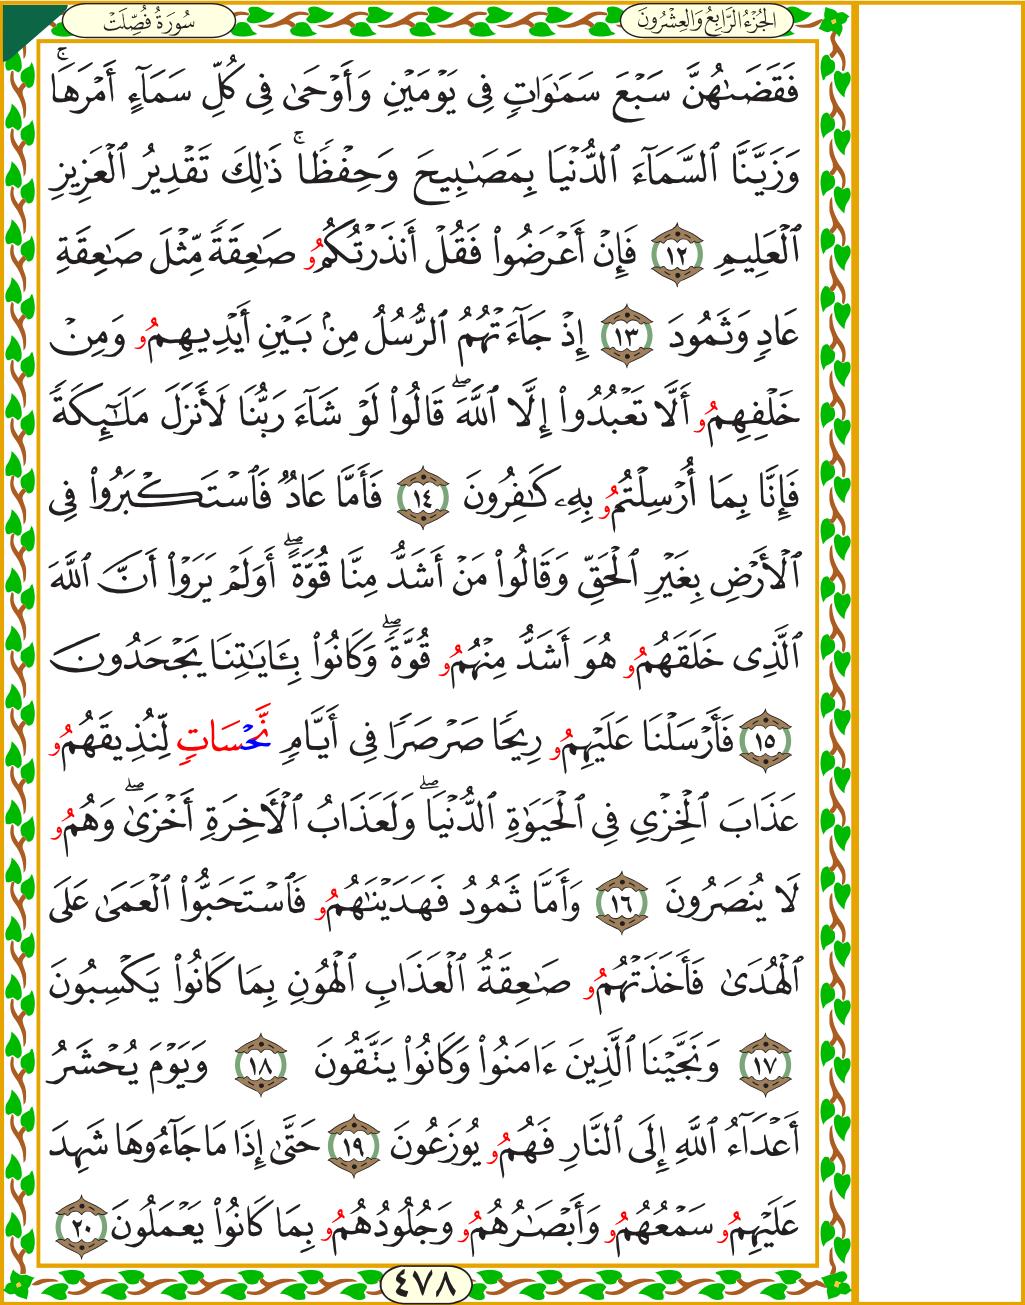 الجُزْءُ الرَّابِعُ وَالعِشْرُونَ
سُورَةُ فُصِّلَتْ
فَقَضَىٰهُنَّ سَبْعَ سَمَٰوَاتٖ فِى يَوْمَيْنِ وَأَوْحَىٰ فِى كُلِّ سَمَآءٍ أَمْرَهَاۚ
وَزَيَّنَّا ٱلسَّمَآءَ ٱلدُّنْيَا بِمَصَٰبِيحَ وَحِفْظٗاۚ ذَٰلِكَ تَقْدِيرُ ٱلْعَزِيزِ
ٱلْعَلِيمِ ١٢ فَإِنْ أَعْرَضُوا۟ فَقُلْ أَنذَرْتُكُمُۥ صَٰعِقَةٗ مِّثْلَ صَٰعِقَةِ
عَادٖ وَثَمُودَ ١٣ إِذْ جَآءَتْهُمُ ٱلرُّسُلُ مِنۢ بَيْنِ أَيْدِيهِمُۥ وَمِنْ
خَلْفِهِمُۥ أَلَّا تَعْبُدُوا۟ إِلَّا ٱللَّهَۖ قَالُوا۟ لَوْ شَآءَ رَبُّنَا لَأَنزَلَ مَلَٰٓئِكَةٗ
فَإِنَّا بِمَا أُرْسِلْتُمُۥ بِهِۦ كَٰفِرُونَ ١٤ فَأَمَّا عَادٞ فَٱسْتَكْبَرُوا۟ فِى
ٱلْأَرْضِ بِغَيْرِ ٱلْحَقِّ وَقَالُوا۟ مَنْ أَشَدُّ مِنَّا قُوَّةًۖ أَوَلَمْ يَرَوْا۟ أَنَّ ٱللَّهَ
ٱلَّذِى خَلَقَهُمُۥ هُوَ أَشَدُّ مِنْهُمُۥ قُوَّةٗۖ وَكَانُوا۟ بِـَٔايَٰتِنَا يَجْحَدُونَ
١٥ فَأَرْسَلْنَا عَلَيْهِمُۥ رِيحٗا صَرْصَرٗا فِى أَيَّامٖ نَّحْسَاتٖ لِّنُذِيقَهُمُۥ
عَذَابَ ٱلْخِزْىِ فِى ٱلْحَيَوٰةِ ٱلدُّنْيَاۖ وَلَعَذَابُ ٱلْأَخِرَةِ أَخْزَىٰۖ وَهُمُۥ
لَا يُنصَرُونَ ١٦ وَأَمَّا ثَمُودُ فَهَدَيْنَٰهُمُۥ فَٱسْتَحَبُّوا۟ ٱلْعَمَىٰ عَلَى
ٱلْهُدَىٰ فَأَخَذَتْهُمُۥ صَٰعِقَةُ ٱلْعَذَابِ ٱلْهُونِ بِمَا كَانُوا۟ يَكْسِبُونَ
١٧ وَنَجَّيْنَا ٱلَّذِينَ ءَامَنُوا۟ وَكَانُوا۟ يَتَّقُونَ ١٨ وَيَوْمَ يُحْشَرُ
أَعْدَآءُ ٱللَّهِ إِلَى ٱلنَّارِ فَهُمُۥ يُوزَعُونَ ١٩ حَتَّىٰ إِذَا مَا جَآءُوهَا شَهِدَ
عَلَيْهِمُۥ سَمْعُهُمُۥ وَأَبْصَٰرُهُمُۥ وَجُلُودُهُمُۥ بِمَا كَانُوا۟ يَعْمَلُونَ ٢٠
٤٧٨